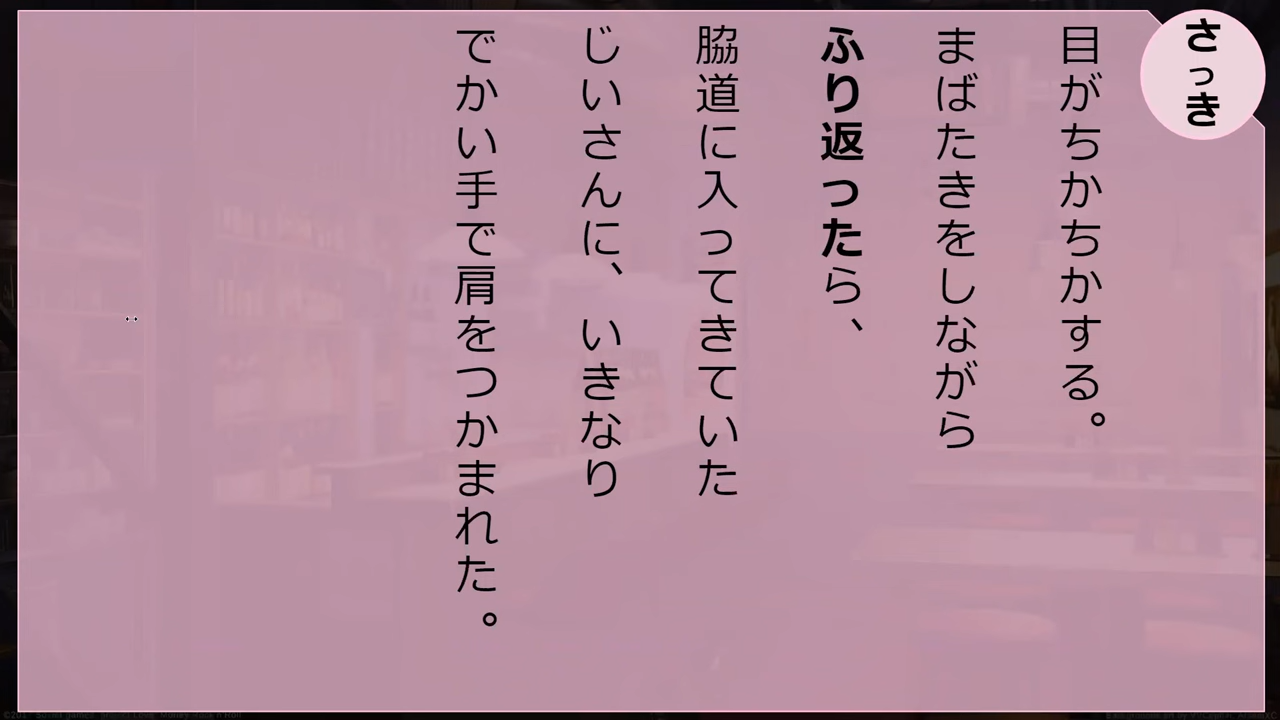 さっき
目がちかちかする。
まばたきをしながら
ふり返ったら、
脇道に入ってきていた
じいさんに、いきなり
でかい手で肩をつかまれた。